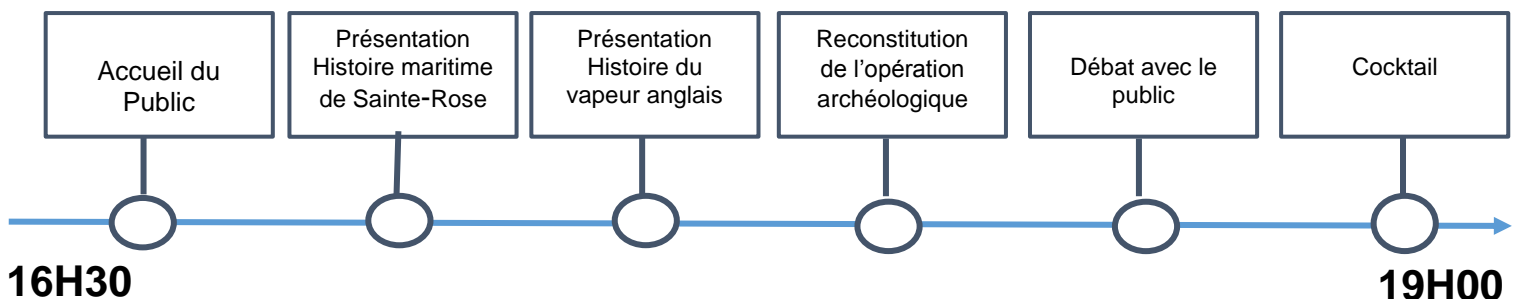 Accueil du
Public
Présentation
Histoire maritime
de Sainte-Rose
Présentation
Histoire du
vapeur anglais
Reconstitution
de l’opération
archéologique
Débat avec le
public
Cocktail
16H30
19H00